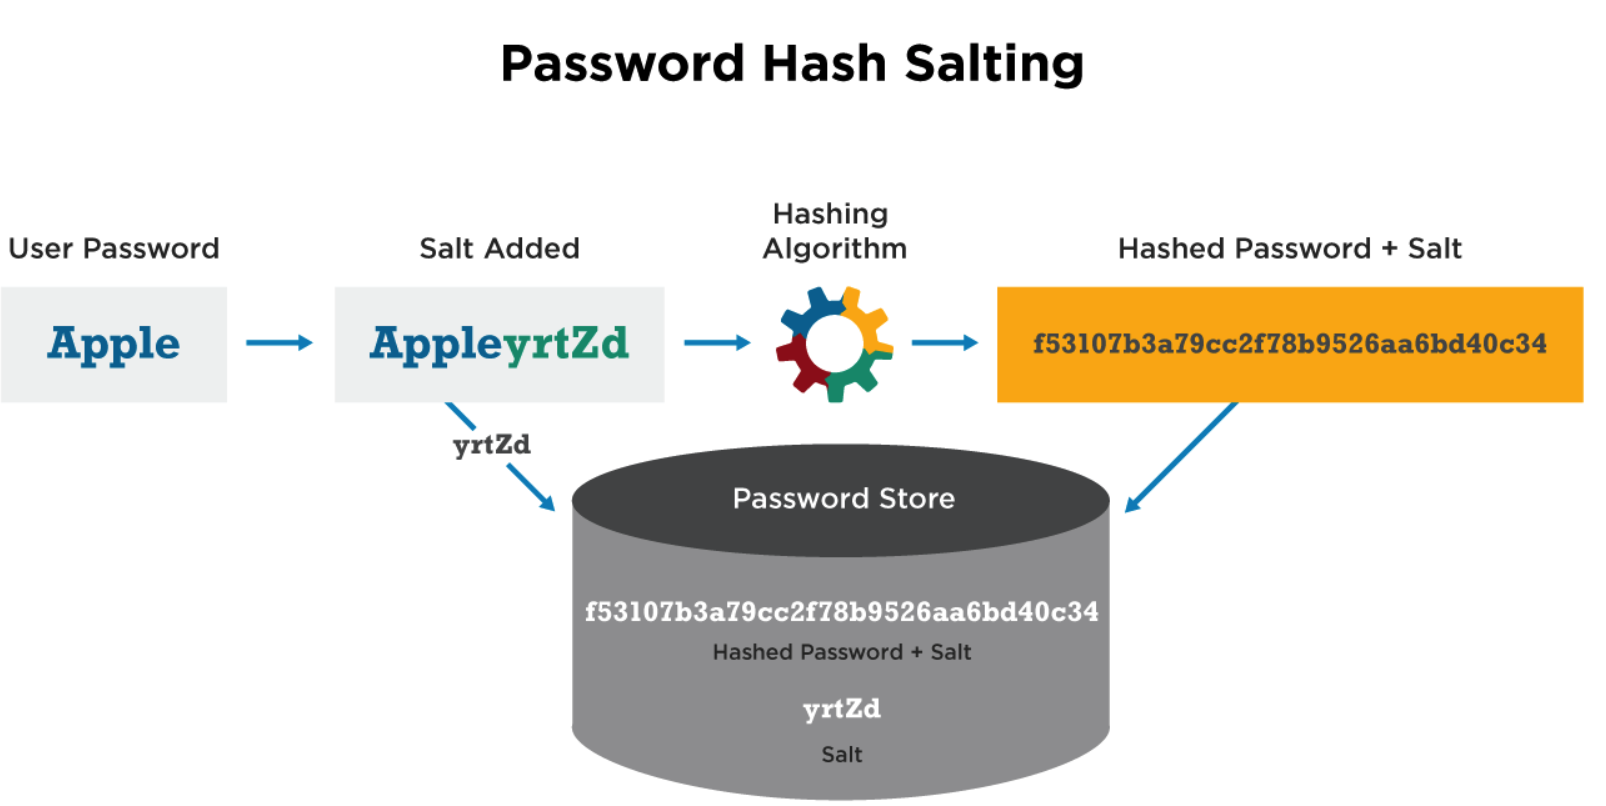 Password Hash Salting
User Password
Salt Added
Hashing
Algorithm
Hashed Password + Salt
Apple
AppleyrtZd
f53107b3a79cc2f78b9526aa6bd40c34
yrtZd
Password Store
f53107b3a79cc2f78b9526aa6bd40c34
Hashed Password + Salt
yrtZd
Salt